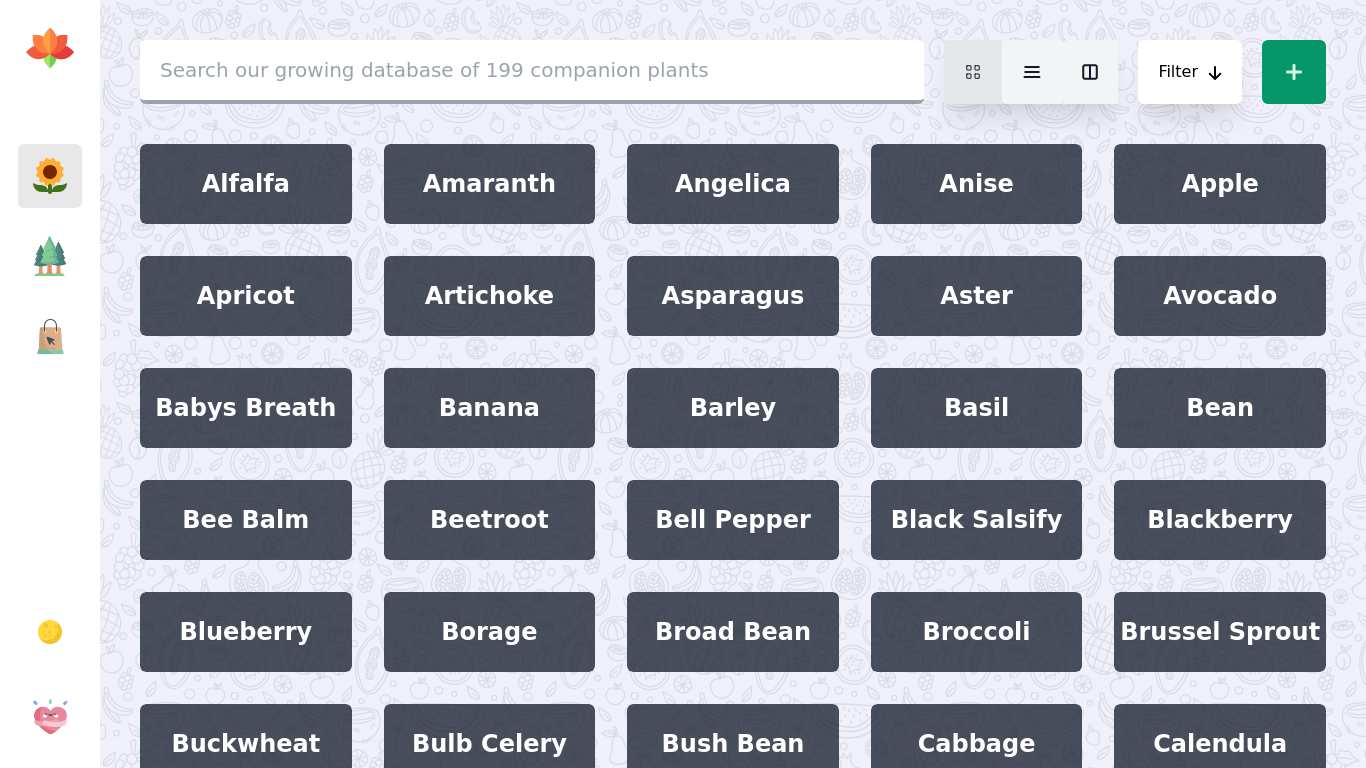 Search our growing database of 199 companion plants
Filter
Alfalfa
Amaranth
Angelica
Anise
Apple
Apricot
Artichoke
Asparagus
Aster
Avocado
Babys Breath
Banana
Barley
Basil
Bean
Bee Balm
Beetroot
Bell Pepper
Black Salsify
Blackberry
Blueberry
Borage
Broad Bean
Broccoli
Brussel Sprout
Buckwheat
Bulb Celery
Bush Bean
Cabbage
Calendula